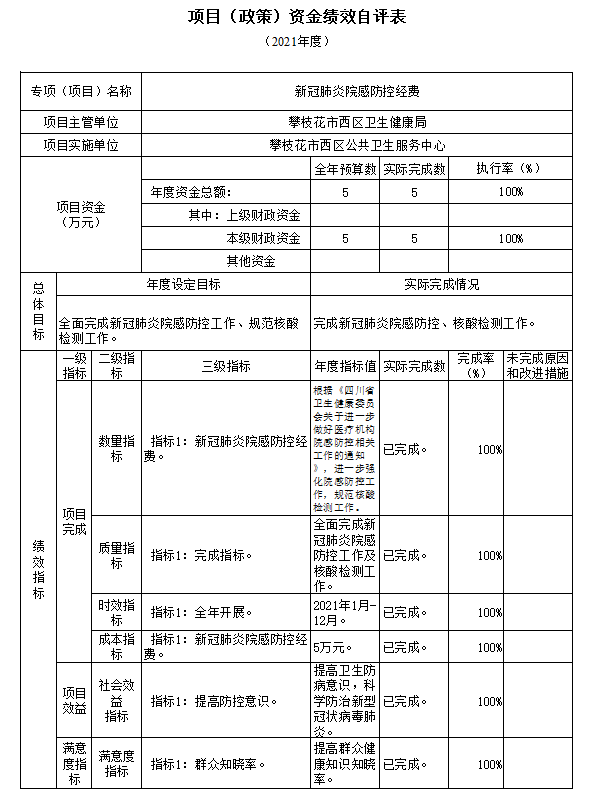 项目（政策）资金绩效自评表
（2021年度）
专项（项目）名称 新冠肺炎院感防控经费
项目主管单位 攀枝花市西区卫生健康局
项目实施单位 攀枝花市西区公共卫生服务中心
项目资金
（万元）
全年预算数 实际完成数 执行率（%）
年度资金总额： 5 5 100%
其中：上级财政资金
本级财政资金 5 5 100%
其他资金
总体目标
年度设定目标 实际完成情况
全面完成新冠肺炎院感防控工作、规范核酸
检测工作。
完成新冠肺炎院感防控、核酸检测工作。
绩效指标
一级
指标
二级指
标
三级指标 年度指标值 实际完成数
完成率
（%）
未完成原因
和改进措施
项目
完成
数量指
标
指标1：新冠肺炎院感防控经
费。
根据《四川省
卫生健康委员
会关于进一步
做好医疗机构
院感防控相关
工作的通知
》，进一步强
化院感防控工
作，规范核酸
检测工作。
已完成。 100%
质量指
标
指标1：完成指标。
全面完成新
冠肺炎院感
防控工作及
核酸检测工
作。
已完成。 100%
时效指
标
指标1：全年开展。
2021年1月-
12月。
已完成。 100%
成本指
标
指标1：新冠肺炎院感防控经
费。
5万元。 已完成。 100%
项目
效益
社会效
益
指标
指标1：提高防控意识。
提高卫生防
病意识，科
学防治新型
冠状病毒肺
炎。
已完成。 100%
满意
度指
标
满意度
指标
指标1：群众知晓率。
提高群众健
康知识知晓
率。
已完成。 100%